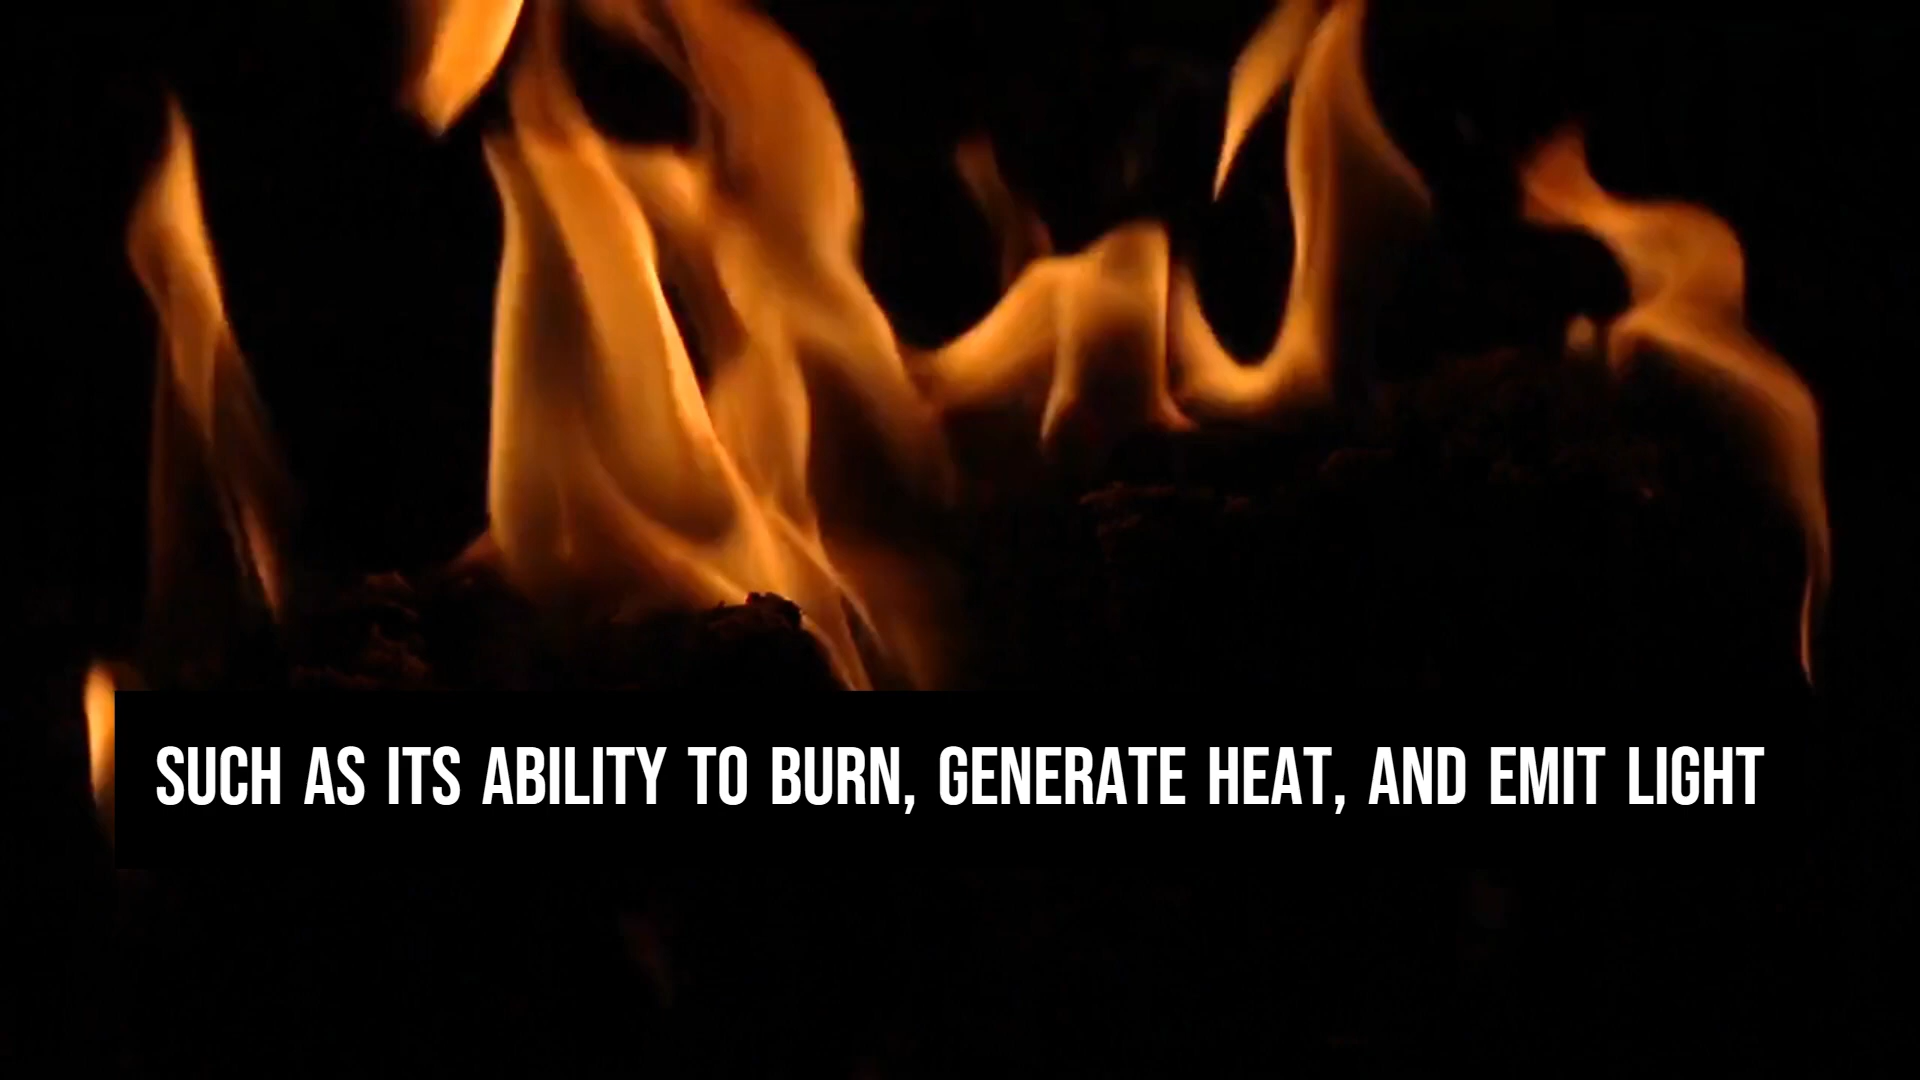 SUCH AS ITS ABILITY TO BURN, GENERATE HEAT, AND EMIT LIGHT